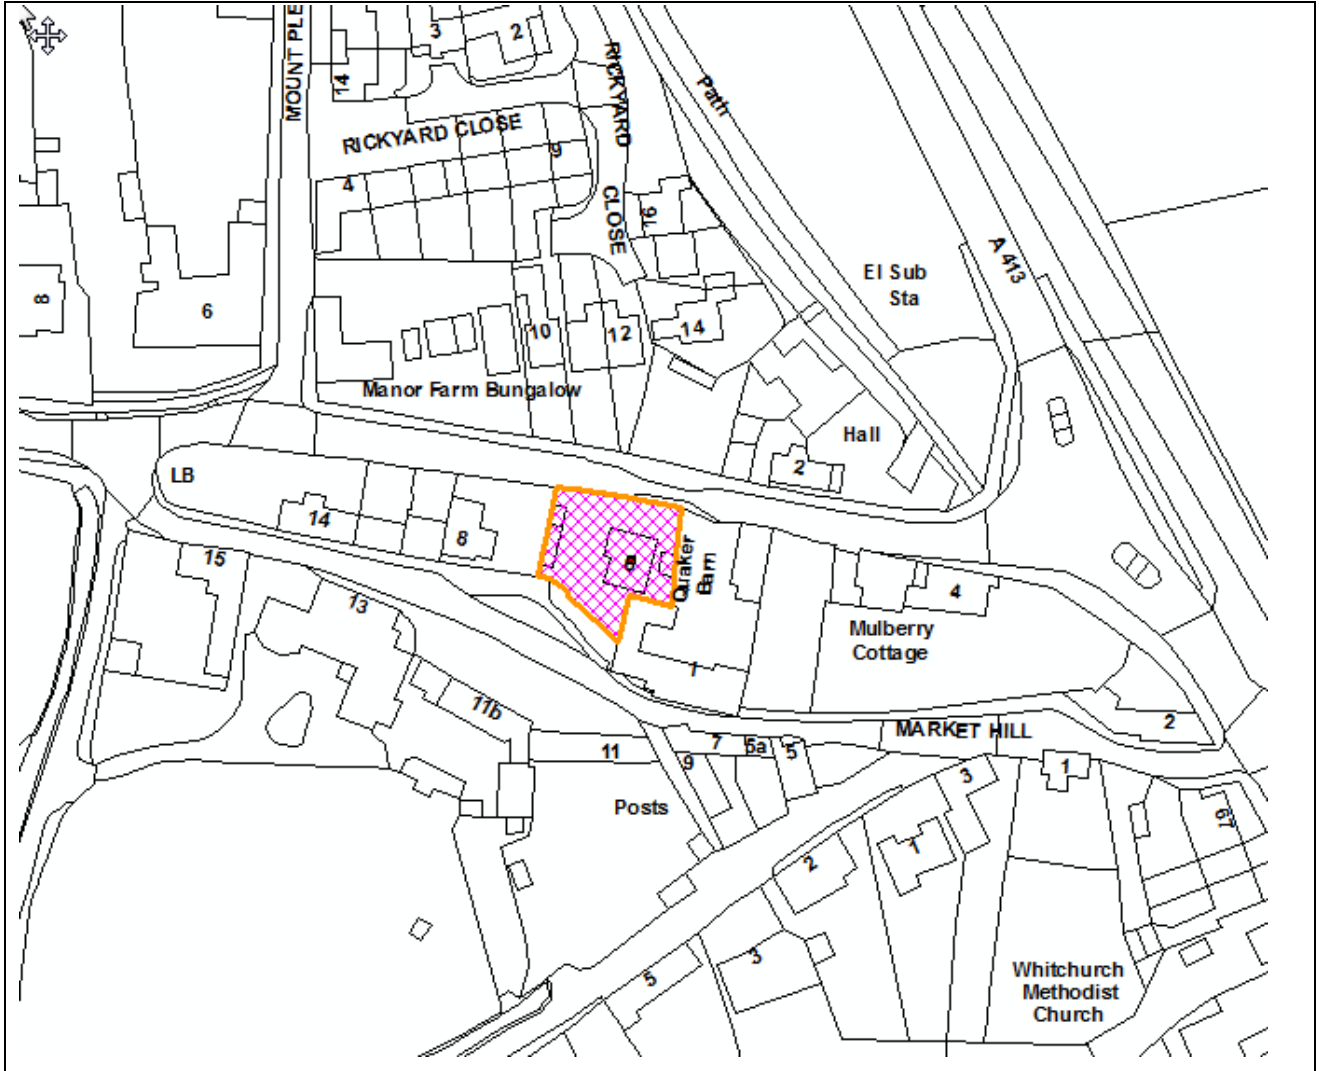 MOUNT PLE
3
2
14
RICKYARD
Path
RICKYARD CLOSE
9
4
CLOSE
16
A 413
El Sub
Sta
8
6
10
12
14
Manor Farm Bungalow
Hall
2
LB
14
8
Quaker
Barn
15
13
4
Mulberry
Cottage
1
11b
2
MARKET HILL
11
7
5a
5
9
1
3
Posts
67
2
1
3
5
Whitchurch
Methodist
Church